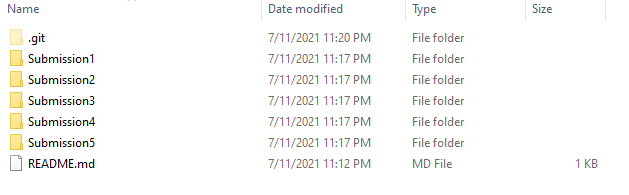 Name Date modified Type Size
.git 7/11/2021 11:20 PM File folder
Submission1 7/11/2021 11:17 PM File folder
Submission2 7/11/2021 11:17 PM File folder
Submission3 7/11/2021 11:17 PM File folder
Submission4 7/11/2021 11:17 PM File folder
Submission5 7/11/2021 11:17 PM File folder
README.md 7/11/2021 11:12 PM MD File 1 KB